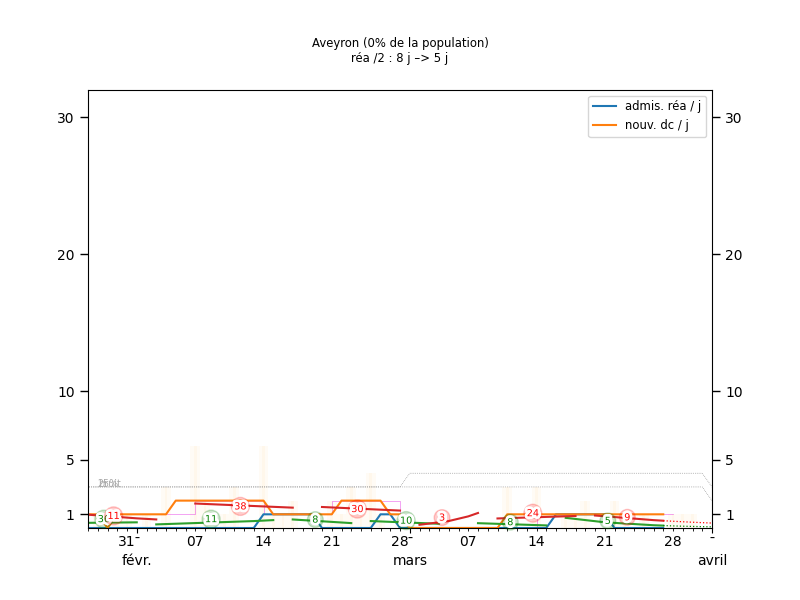 Aveyron (0% de la population)
réa /2 : 8 j –> 5 j
admis. réa / j
nouv. dc / j
30 30
20 20
10 10
5 5
1 1
11 38 30 3 24 9
11 8 10 8 5
31 07 14 21 28 07 14 21 28
févr. mars avril